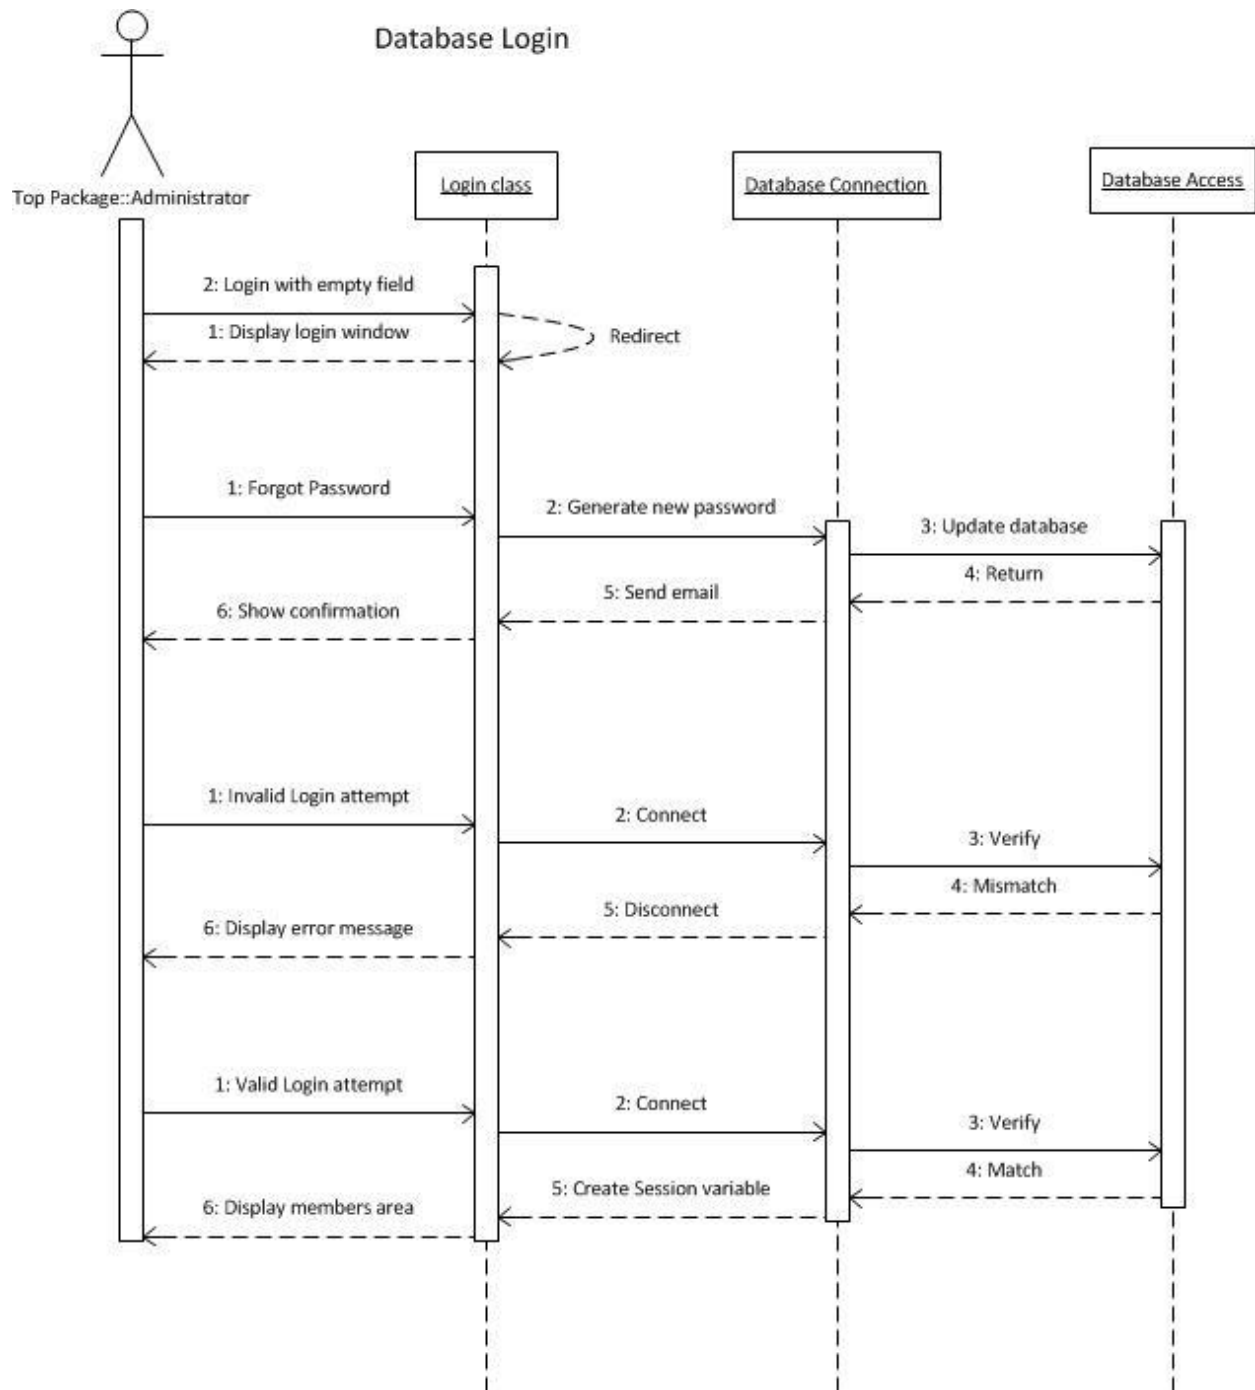 Database Login
Top Package::Administrator
Login class
Database Connection
Database Access
2: Login with empty field
1: Display login window
Redirect
1: Forgot Password
2: Generate new password
3: Update database
4: Return
5: Send email
6: Show confirmation
1: Invalid Login attempt
2: Connect
3: Verify
4: Mismatch
5: Disconnect
6: Display error message
1: Valid Login attempt
2: Connect
3: Verify
4: Match
5: Create Session variable
6: Display members area